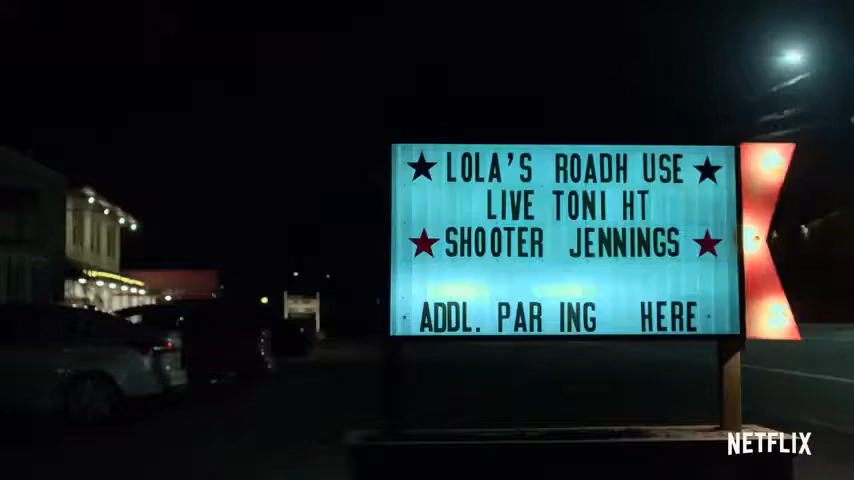 LOLA'S ROADH USE
LIVE TONI HT
SHOOTER JENNINGS
ADDL. PAR ING HERE
NETFLIX